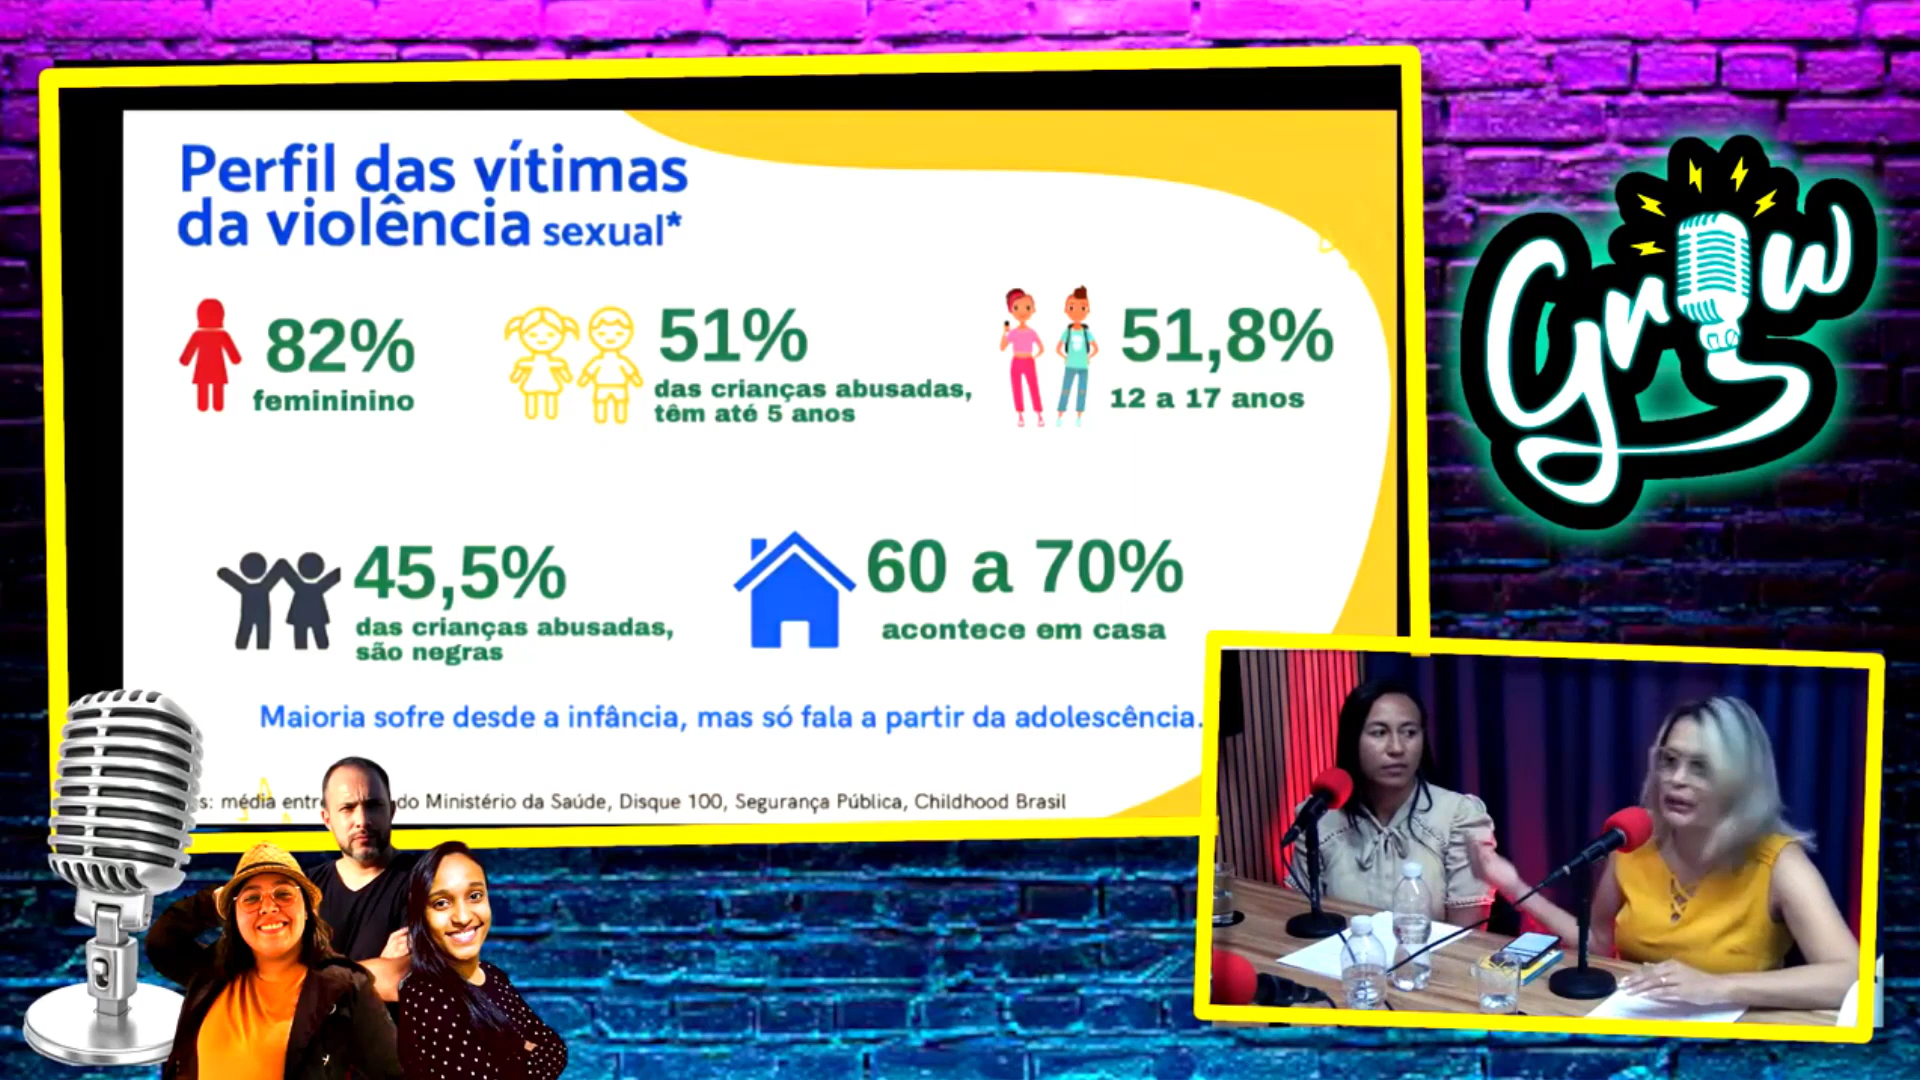 Perfil das vítimas
da violência sexual*
82%
femininino
51%
das crianças abusadas,
têm até 5 anos
51,8%
12 a 17 anos
45,5%
das crianças abusadas,
são negras
60 a 70%
acontece em casa
Maioria sofre desde a infância, mas só fala a partir da adolescência.
média entre do Ministério da Saúde, Disque 100, Segurança Pública, Childhood Brasil
Grow